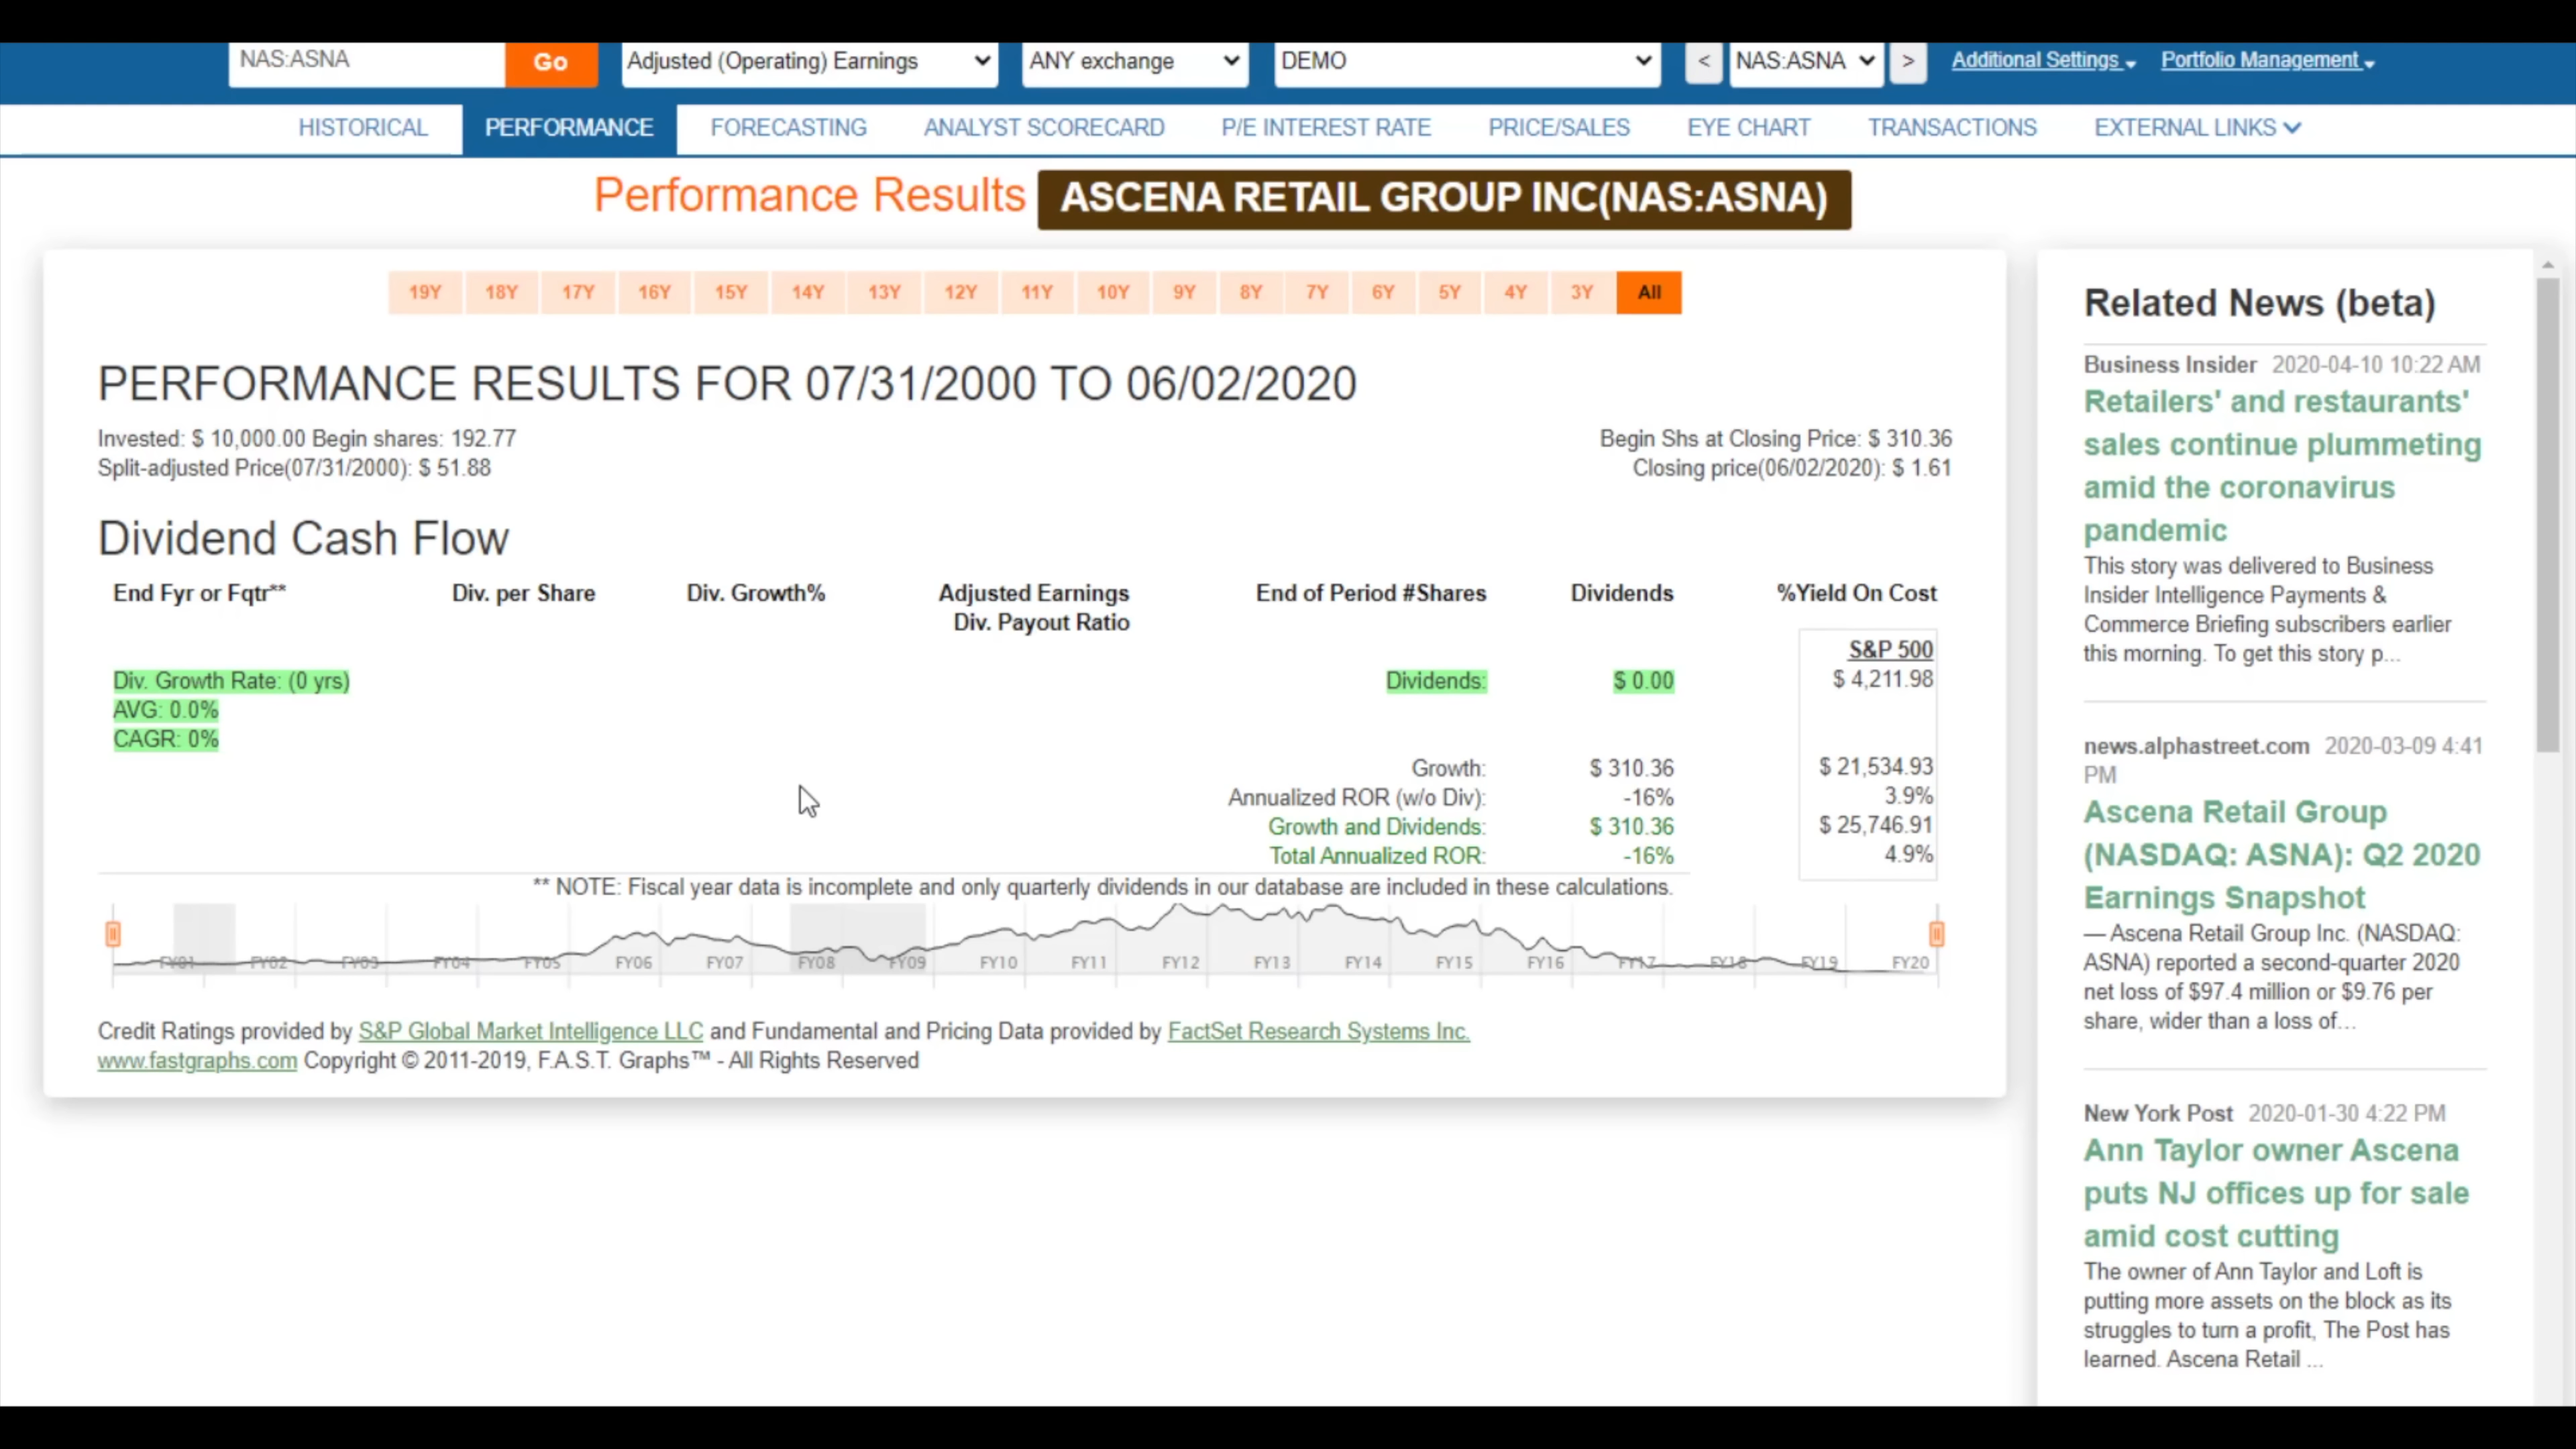 NAS:ASNA Go Adjusted (Operating) Earnings ANY exchange DEMO < NAS:ASNA > Additional Settings Portfolio Management
HISTORICAL PERFORMANCE FORECASTING ANALYST SCORECARD P/E INTEREST RATE PRICE/SALES EYE CHART TRANSACTIONS EXTERNAL LINKS
Performance Results ASCENA RETAIL GROUP INC(NAS:ASNA)
19Y 18Y 17Y 16Y 15Y 14Y 13Y 12Y 11Y 10Y 9Y 8Y 7Y 6Y 5Y 4Y 3Y All
PERFORMANCE RESULTS FOR 07/31/2000 TO 06/02/2020
Invested: $ 10,000.00 Begin shares: 192.77 Begin Shs at Closing Price: $ 310.36
Split-adjusted Price(07/31/2000): $ 51.88 Closing price(06/02/2020): $ 1.61
Dividend Cash Flow
End Fyr or Fqtr** Div. per Share Div. Growth% Adjusted Earnings End of Period #Shares Dividends %Yield On Cost
Div. Payout Ratio
S&P 500
Div. Growth Rate: (0 yrs) Dividends: $ 0.00 $ 4,211.98
AVG: 0.0%
CAGR: 0%
Growth: $ 310.36 $ 21,534.93
Annualized ROR (w/o Div): -16% 3.9%
Growth and Dividends: $ 310.36 $ 25,746.91
Total Annualized ROR: -16% 4.9%
** NOTE: Fiscal year data is incomplete and only quarterly dividends in our database are included in these calculations.
FY01 FY02 FY03 FY04 FY05 FY06 FY07 FY08 FY09 FY10 FY11 FY12 FY13 FY14 FY15 FY16 FY17 FY18 FY19 FY20
Credit Ratings provided by S&P Global Market Intelligence LLC and Fundamental and Pricing Data provided by FactSet Research Systems Inc.
www.fastgraphs.com Copyright © 2011-2019, F.A.S.T. Graphs™ - All Rights Reserved
Related News (beta)
Business Insider 2020-04-10 10:22 AM
Retailers' and restaurants'
sales continue plummeting
amid the coronavirus
pandemic
This story was delivered to Business
Insider Intelligence Payments &
Commerce Briefing subscribers earlier
this morning. To get this story p...
news.alphastreet.com 2020-03-09 4:41
PM
Ascena Retail Group
(NASDAQ: ASNA): Q2 2020
Earnings Snapshot
— Ascena Retail Group Inc. (NASDAQ:
ASNA) reported a second-quarter 2020
net loss of $97.4 million or $9.76 per
share, wider than a loss of...
New York Post 2020-01-30 4:22 PM
Ann Taylor owner Ascena
puts NJ offices up for sale
amid cost cutting
The owner of Ann Taylor and Loft is
putting more assets on the block as its
struggles to turn a profit, The Post has
learned. Ascena Retail ...